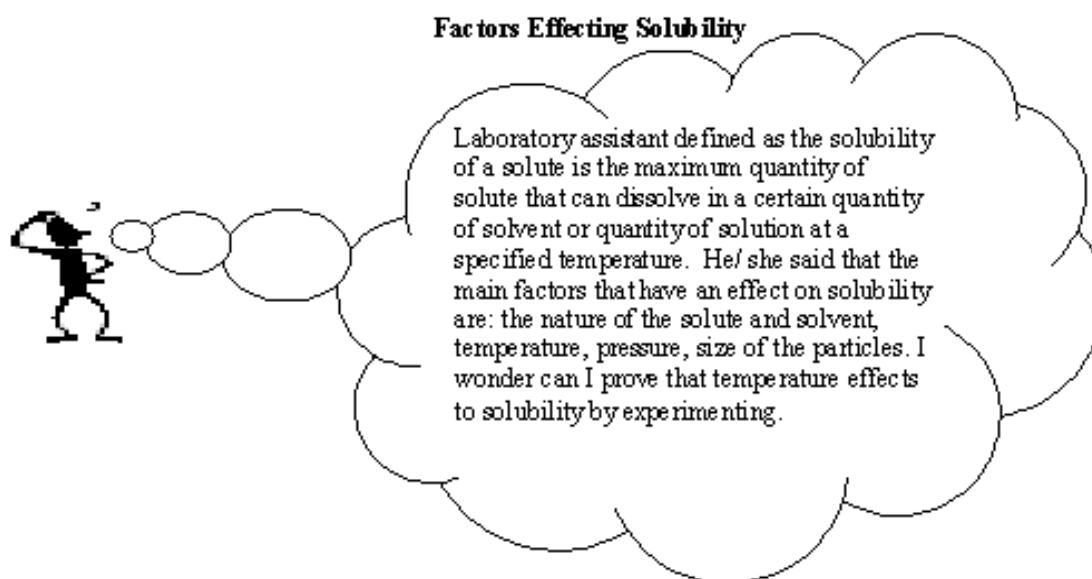 Factors Effecting Solubility
Laboratory assistant defined as the solubility
of a solute is the maximum quantity of
solute that can dissolve in a certain quantity
of solvent or quantity of solution at a
specified temperature. He/ she said that the
main factors that have an effect on solubility
are: the nature of the solute and solvent,
temperature, pressure, size of the particles. I
wonder can I prove that temperature effects
to solubility by experimenting.